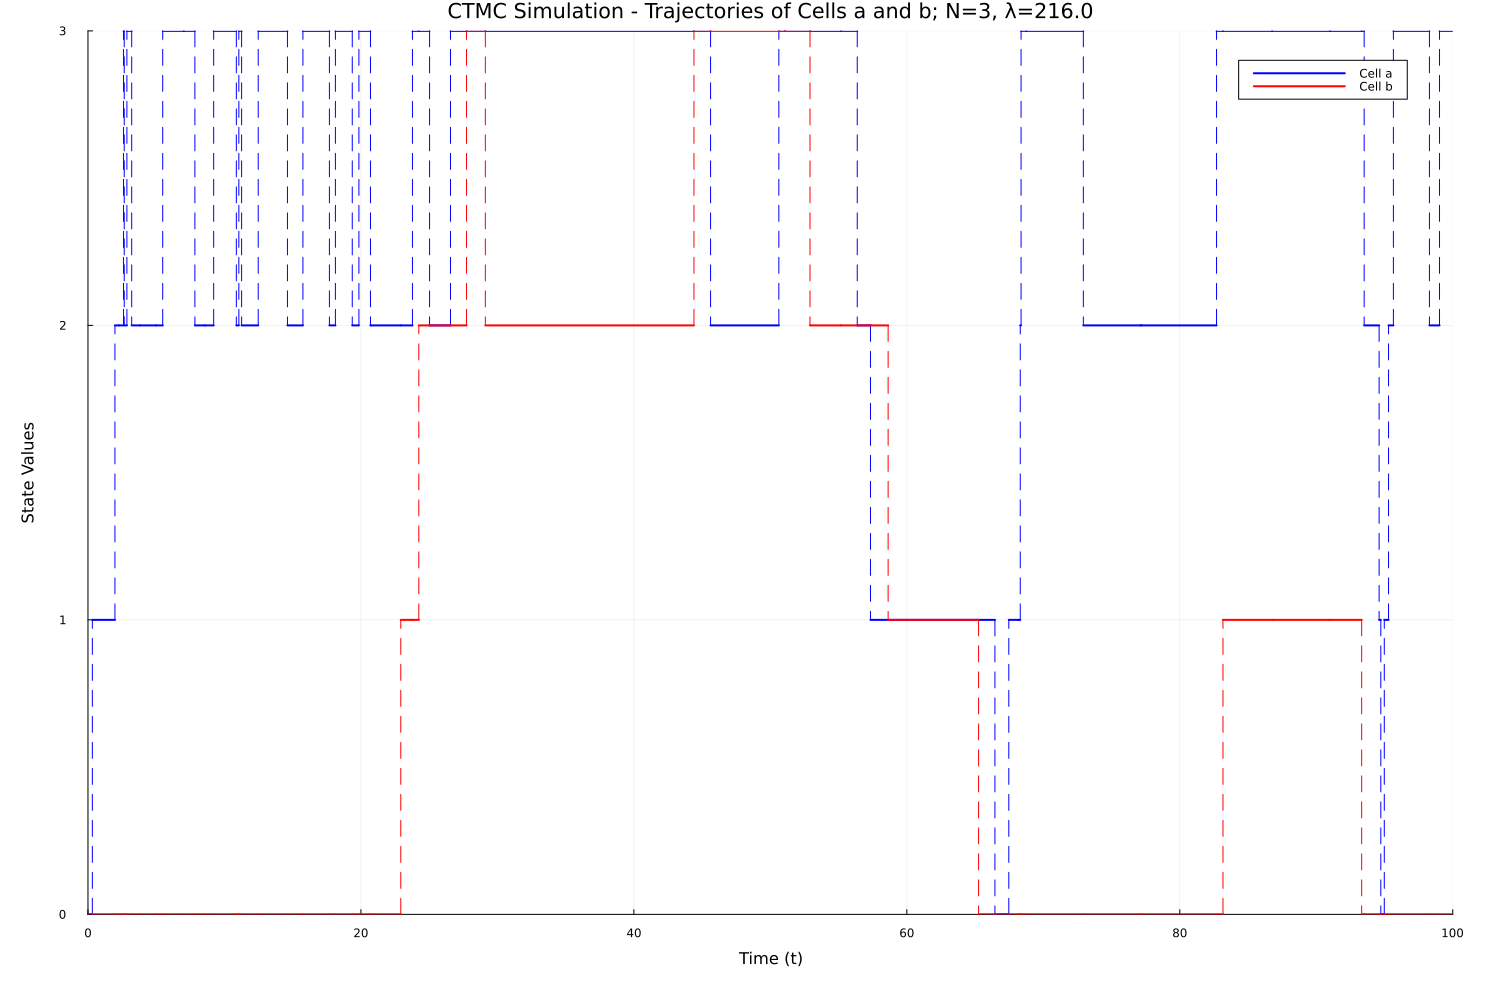 CTMC Simulation - Trajectories of Cells a and b; N=3, λ=216.0
3
Cell a
Cell b
2
State Values
1
0
0 20 40 60 80 100
Time (t)